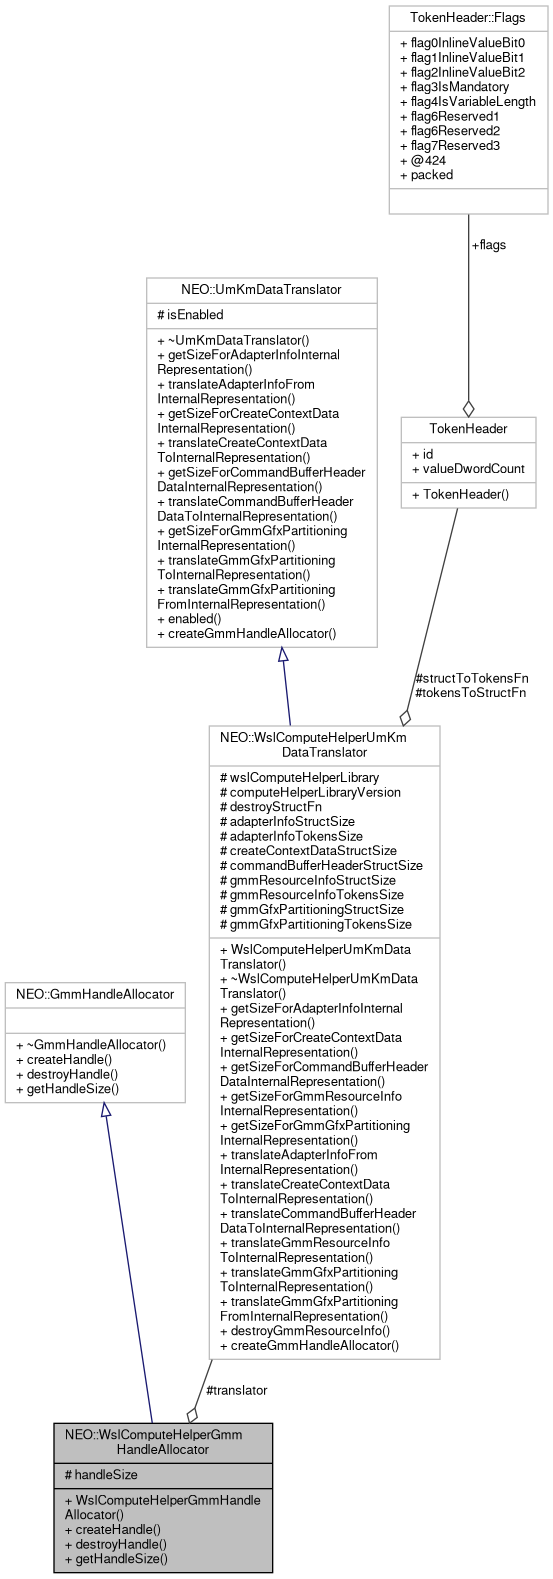 TokenHeader::Flags
+ flag0InlineValueBit0
+ flag1InlineValueBit1
+ flag2InlineValueBit2
+ flag3IsMandatory
+ flag4IsVariableLength
+ flag6Reserved1
+ flag6Reserved2
+ flag7Reserved3
+ @424
+ packed
+flags
NEO::UmKmDataTranslator
# isEnabled
+ ~UmKmDataTranslator()
+ getSizeForAdapterInfoInternal
Representation()
+ translateAdapterInfoFrom
InternalRepresentation()
+ getSizeForCreateContextData
InternalRepresentation()
+ translateCreateContextData
ToInternalRepresentation()
+ getSizeForCommandBufferHeader
DataInternalRepresentation()
+ translateCommandBufferHeader
DataToInternalRepresentation()
+ getSizeForGmmGfxPartitioning
InternalRepresentation()
+ translateGmmGfxPartitioning
ToInternalRepresentation()
+ translateGmmGfxPartitioning
FromInternalRepresentation()
+ enabled()
+ createGmmHandleAllocator()
TokenHeader
+ id
+ valueDwordCount
+ TokenHeader()
#structToTokensFn
#tokensToStructFn
NEO::WslComputeHelperUmKm
DataTranslator
# wslComputeHelperLibrary
# computeHelperLibraryVersion
# destroyStructFn
# adapterInfoStructSize
# adapterInfoTokensSize
# createContextDataStructSize
# commandBufferHeaderStructSize
# gmmResourceInfoStructSize
# gmmResourceInfoTokensSize
# gmmGfxPartitioningStructSize
# gmmGfxPartitioningTokensSize
+ WslComputeHelperUmKmData
Translator()
+ ~WslComputeHelperUmKmData
Translator()
+ getSizeForAdapterInfoInternal
Representation()
+ getSizeForCreateContextData
InternalRepresentation()
+ getSizeForCommandBufferHeader
DataInternalRepresentation()
+ getSizeForGmmResourceInfo
InternalRepresentation()
+ getSizeForGmmGfxPartitioning
InternalRepresentation()
+ translateAdapterInfoFrom
InternalRepresentation()
+ translateCreateContextData
ToInternalRepresentation()
+ translateCommandBufferHeader
DataToInternalRepresentation()
+ translateGmmResourceInfo
ToInternalRepresentation()
+ translateGmmGfxPartitioning
ToInternalRepresentation()
+ translateGmmGfxPartitioning
FromInternalRepresentation()
+ destroyGmmResourceInfo()
+ createGmmHandleAllocator()
NEO::GmmHandleAllocator
+ ~GmmHandleAllocator()
+ createHandle()
+ destroyHandle()
+ getHandleSize()
#translator
NEO::WslComputeHelperGmm
HandleAllocator
# handleSize
+ WslComputeHelperGmmHandle
Allocator()
+ createHandle()
+ destroyHandle()
+ getHandleSize()